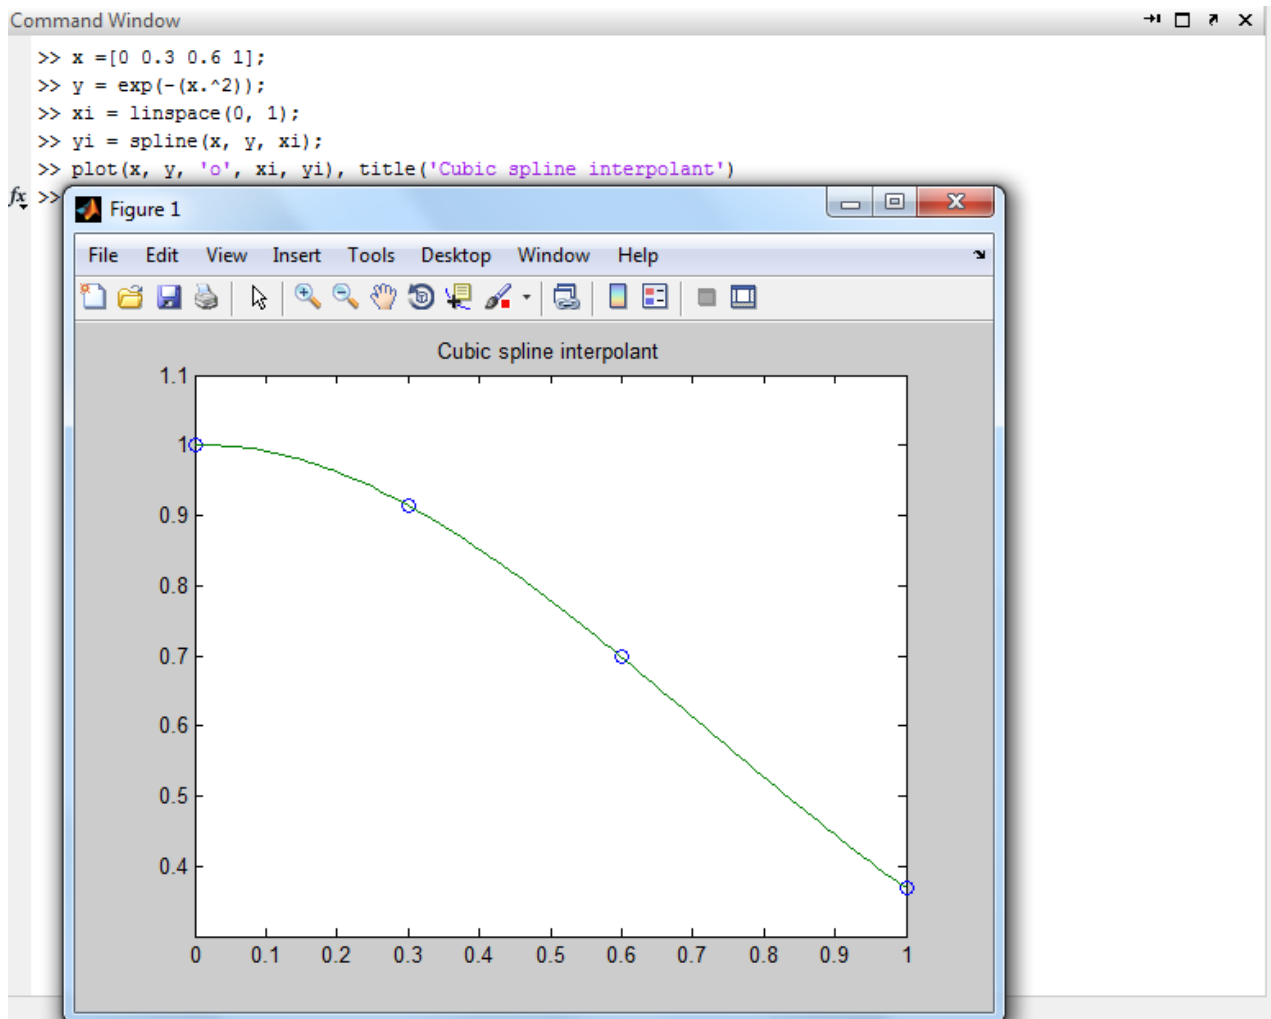 Command Window
>> x =[0 0.3 0.6 1];
>> y = exp(-(x.^2));
>> xi = linspace(0, 1);
>> yi = spline(x, y, xi);
>> plot(x, y, 'o', xi, yi), title('Cubic spline interpolant')
fx >>
Figure 1
File Edit View Insert Tools Desktop Window Help
Cubic spline interpolant
1.1
1
0.9
0.8
0.7
0.6
0.5
0.4
0 0.1 0.2 0.3 0.4 0.5 0.6 0.7 0.8 0.9 1